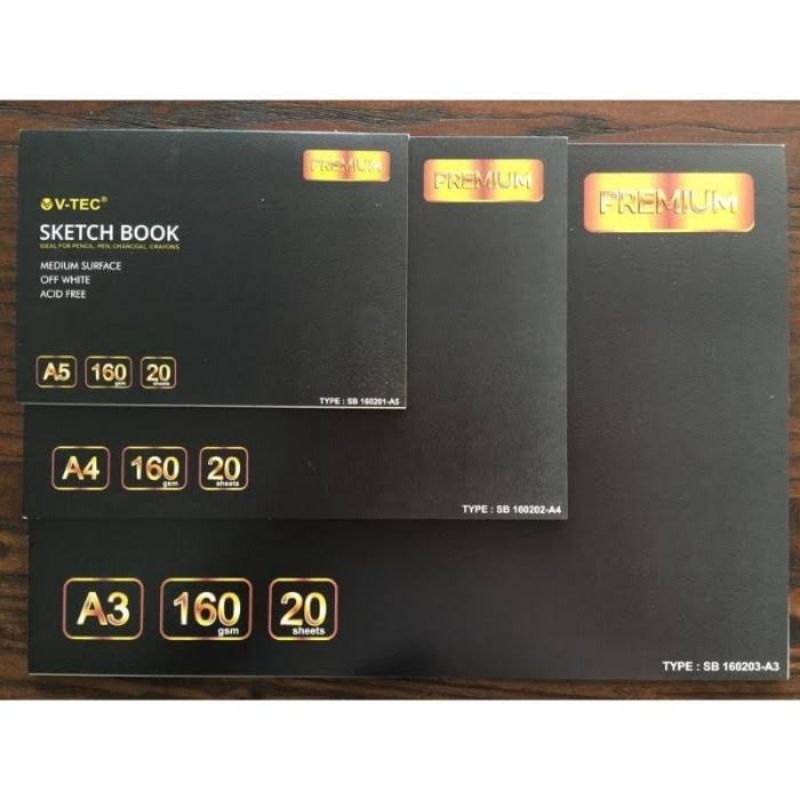 PREMIUM
V-TEC®
SKETCH BOOK
IDEAL FOR PENCIL, PEN, CHARCOAL, CRAYONS
MEDIUM SURFACE
OFF WHITE
ACID FREE
A5 160 gsm 20 sheets
TYPE : SB 160201-A5
PREMIUM
A4 160 gsm 20 sheets
TYPE : SB 160202-A4
PREMIUM
A3 160 gsm 20 sheets
TYPE : SB 160203-A3